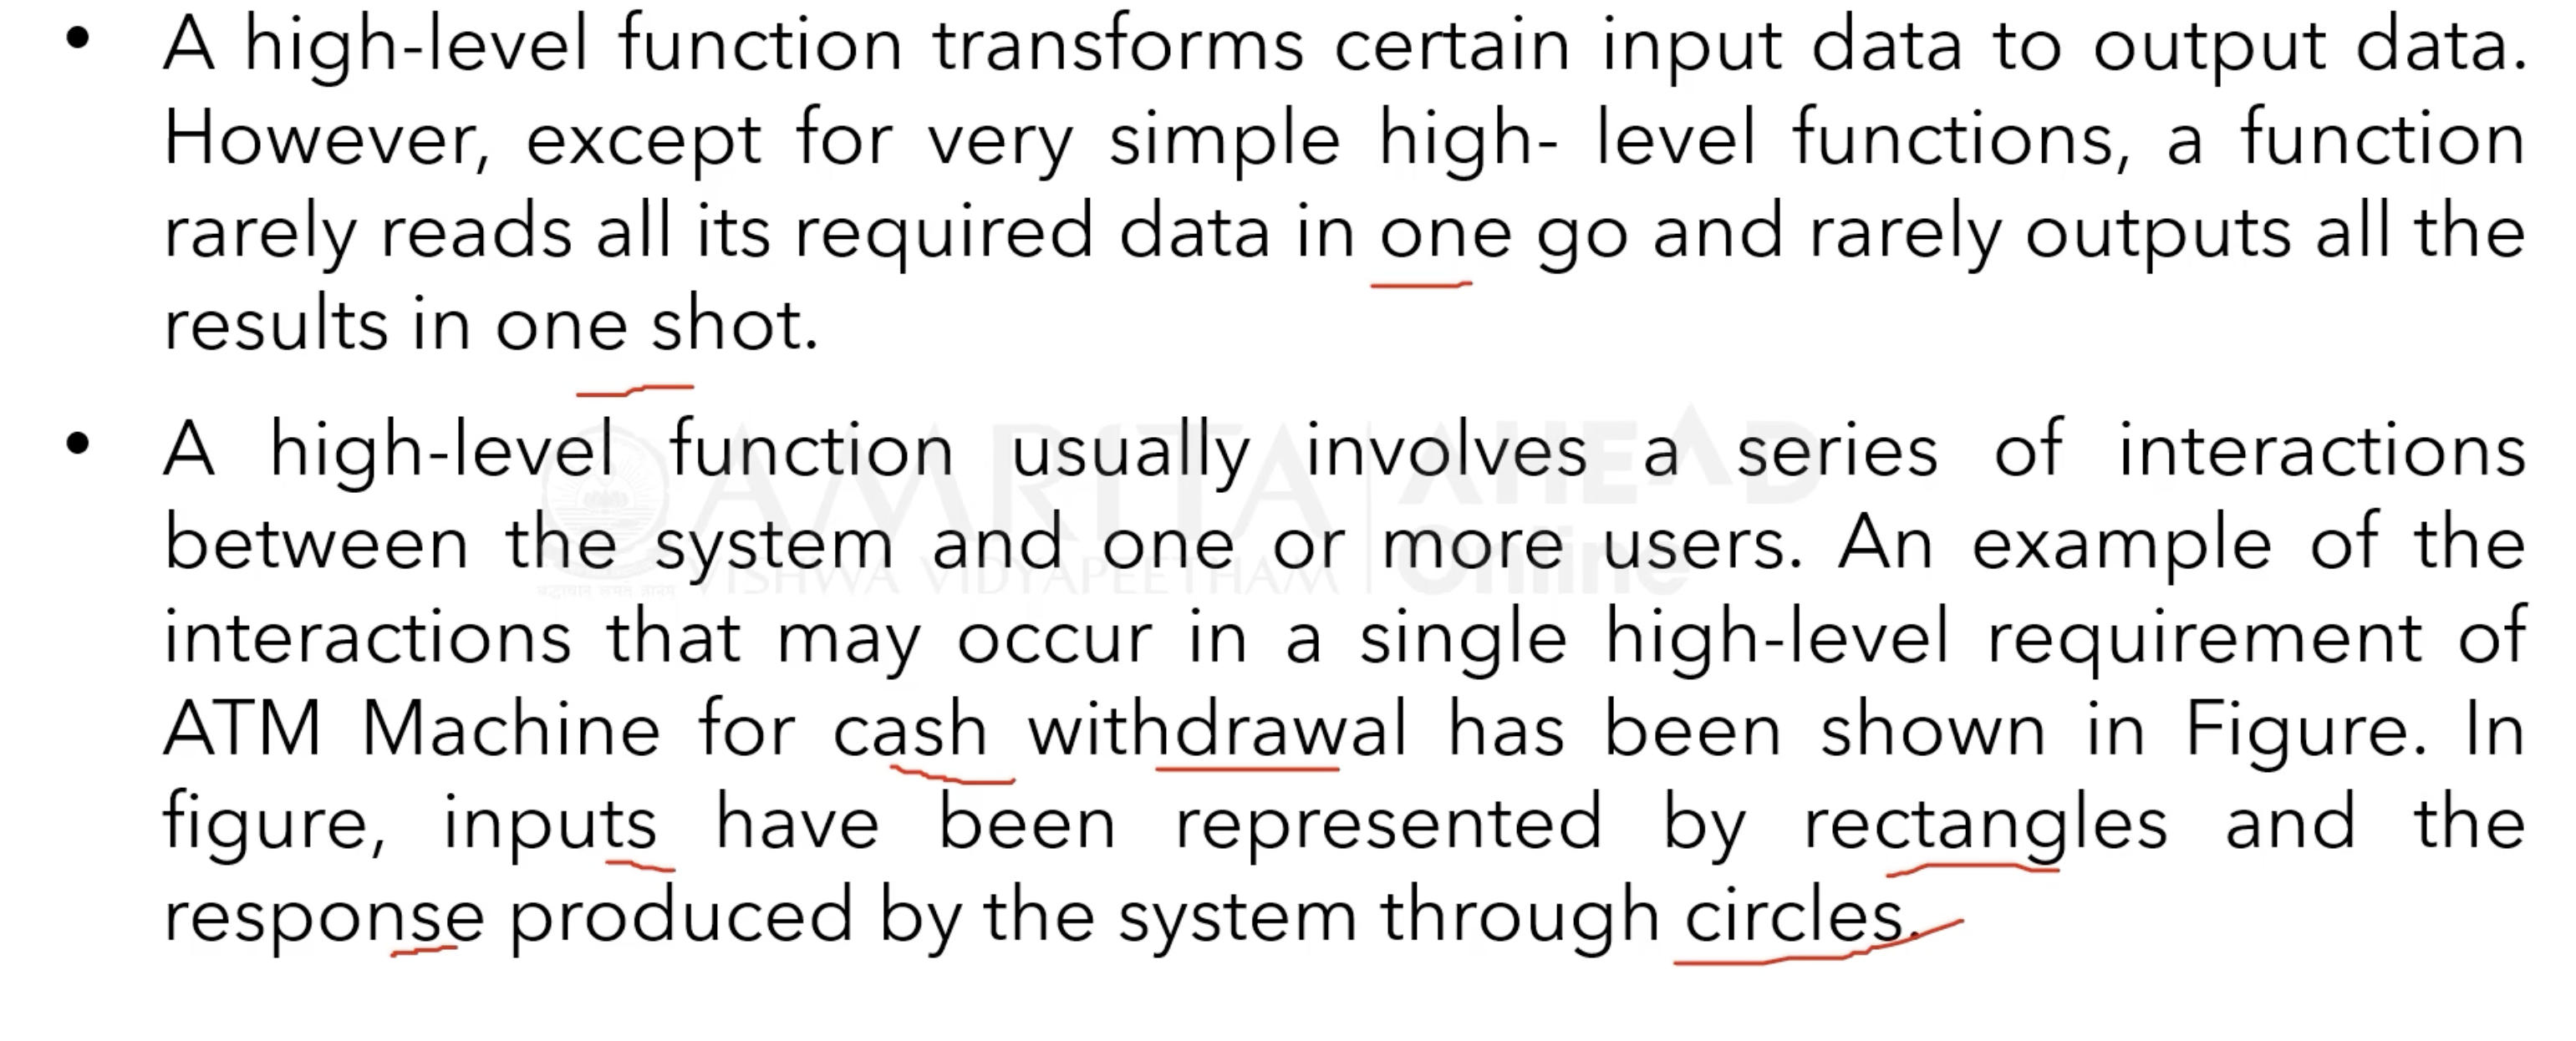 • A high-level function transforms certain input data to output data.
However, except for very simple high- level functions, a function
rarely reads all its required data in one go and rarely outputs all the
results in one shot.
• A high-level function usually involves a series of interactions
between the system and one or more users. An example of the
interactions that may occur in a single high-level requirement of
ATM Machine for cash withdrawal has been shown in Figure. In
figure, inputs have been represented by rectangles and the
response produced by the system through circles.
AMRITA
VISHWA VIDYAPEETHAM
AHEAD
Online